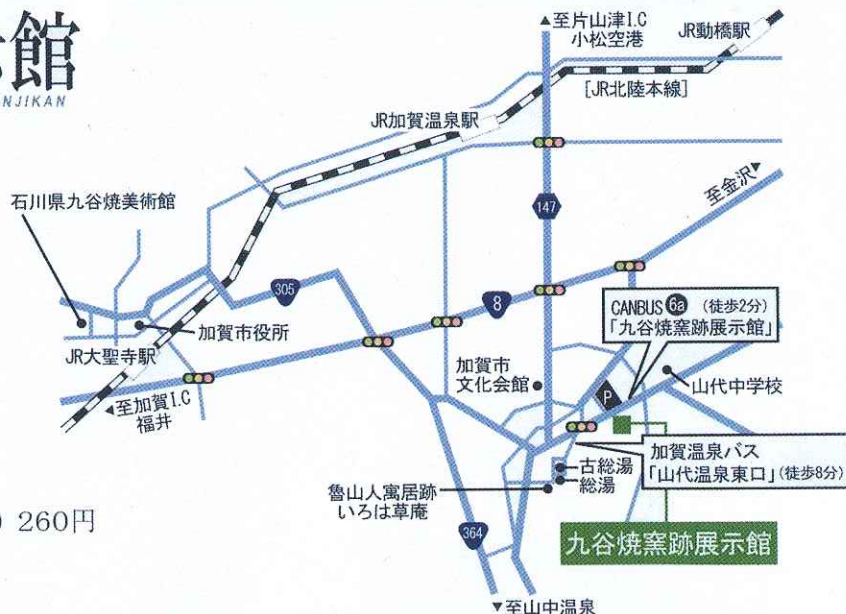 館
NJIKAN
▲至片山津I.C
小松空港
JR動橋駅
[JR北陸本線]
JR加賀温泉駅
石川県九谷焼美術館
147
至金沢▶
305
8
CANBUS 6a (徒歩2分)
「九谷焼窯跡展示館」
加賀市役所
JR大聖寺駅
加賀市
文化会館
P
山代中学校
◀至加賀I.C
福井
加賀温泉バス
「山代温泉東口」(徒歩8分)
古総湯
総湯
魯山人寓居跡
いろは草庵
) 260円
364
九谷焼窯跡展示館
▼至山中温泉